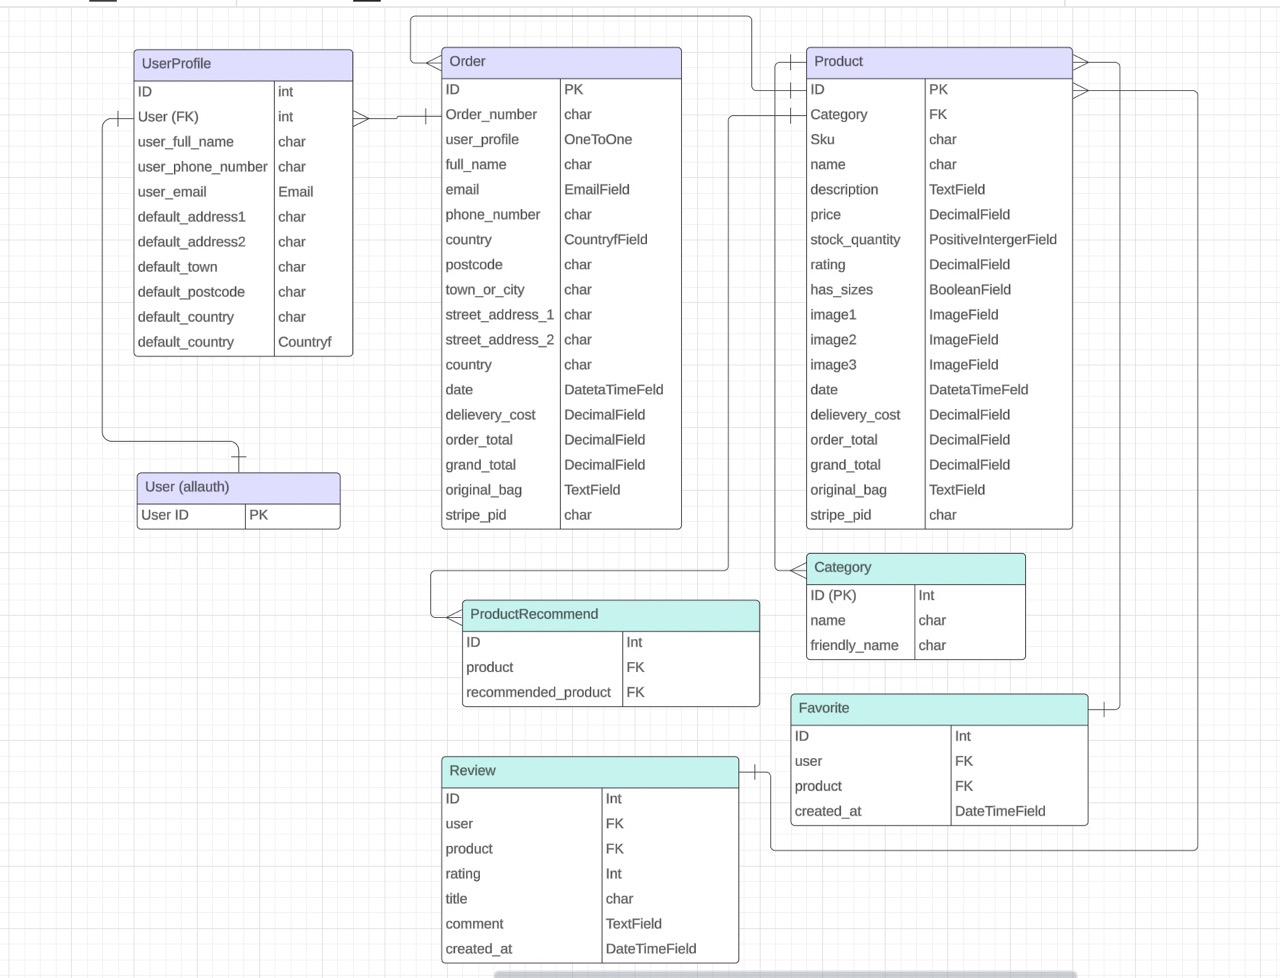 UserProfile
ID int
User (FK) int
user_full_name char
user_phone_number char
user_email Email
default_address1 char
default_address2 char
default_town char
default_postcode char
default_country char
default_country Countryf
User (allauth)
User ID PK
Order
ID PK
Order_number char
user_profile OneToOne
full_name char
email EmailField
phone_number char
country CountryfField
postcode char
town_or_city char
street_address_1 char
street_address_2 char
country char
date DatetaTimeFeld
delievery_cost DecimalField
order_total DecimalField
grand_total DecimalField
original_bag TextField
stripe_pid char
Product
ID PK
Category FK
Sku char
name char
description TextField
price DecimalField
stock_quantity PositiveIntergerField
rating DecimalField
has_sizes BooleanField
image1 ImageField
image2 ImageField
image3 ImageField
date DatetaTimeFeld
delievery_cost DecimalField
order_total DecimalField
grand_total DecimalField
original_bag TextField
stripe_pid char
Category
ID (PK) Int
name char
friendly_name char
ProductRecommend
ID Int
product FK
recommended_product FK
Favorite
ID Int
user FK
product FK
created_at DateTimeField
Review
ID Int
user FK
product FK
rating Int
title char
comment TextField
created_at DateTimeField